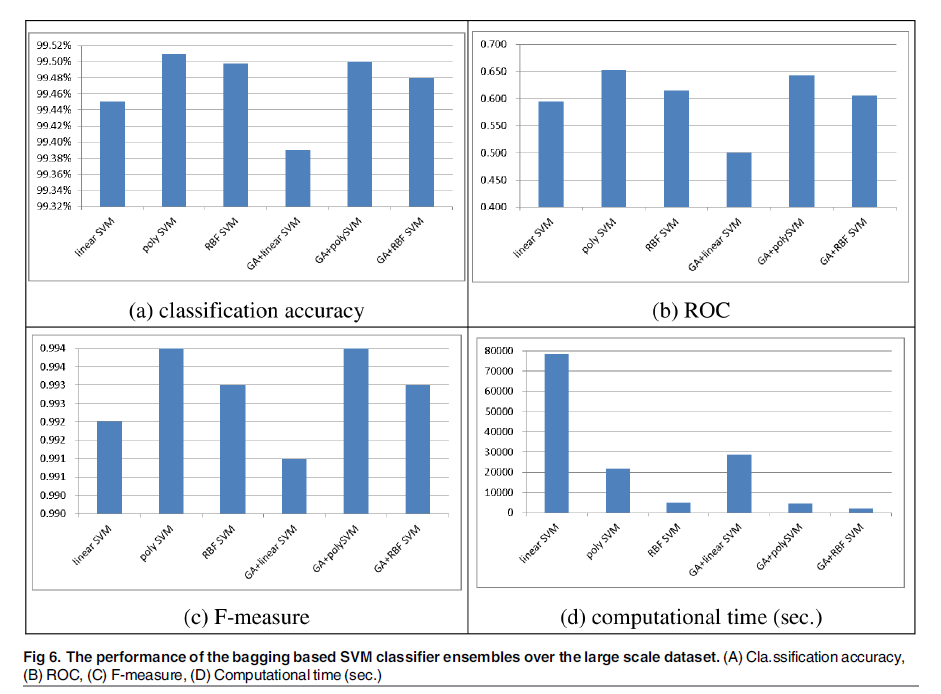 99.52%
99.50%
99.48%
99.46%
99.44%
99.42%
99.40%
99.38%
99.36%
99.34%
99.32%
linear SVM
poly SVM
RBF SVM
GA+linear SVM
GA+polySVM
GA+RBF SVM
(a) classification accuracy
0.700
0.650
0.600
0.550
0.500
0.450
0.400
linear SVM
poly SVM
RBF SVM
GA+linear SVM
GA+polySVM
GA+RBF SVM
(b) ROC
0.994
0.994
0.993
0.993
0.992
0.992
0.991
0.991
0.990
0.990
linear SVM
poly SVM
RBF SVM
GA+linear SVM
GA+polySVM
GA+RBF SVM
(c) F-measure
80000
70000
60000
50000
40000
30000
20000
10000
0
linear SVM
poly SVM
RBF SVM
GA+linear SVM
GA+polySVM
GA+RBF SVM
(d) computational time (sec.)
Fig 6. The performance of the bagging based SVM classifier ensembles over the large scale dataset. (A) Cla.ssification accuracy,
(B) ROC, (C) F-measure, (D) Computational time (sec.)